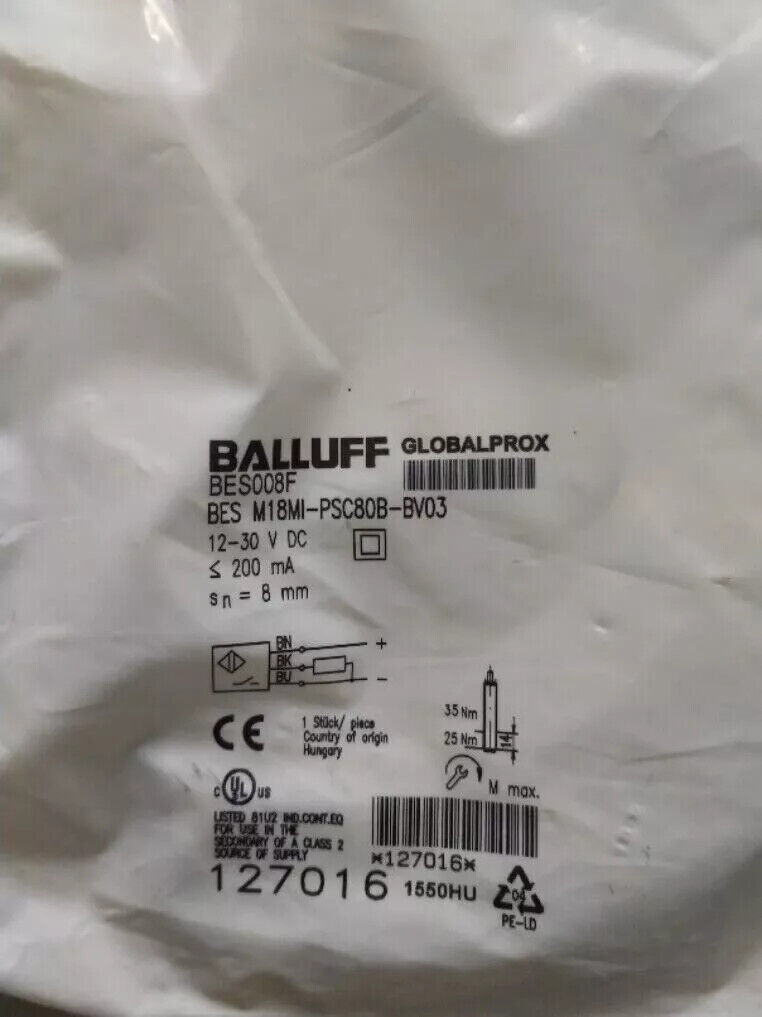 BALLUFF GLOBALPROX
BES008F
BES M18MI-PSC80B-BV03
12-30 V DC
≤ 200 mA
sn = 8 mm
BN +
BK
BU -
35 Nm
25 Nm
CE
1 Stück/ piece
Country of origin
Hungary
M max.
c UL us
LISTED 81U2 IND.CONT.EQ
FOR USE IN THE
SECONDARY OF A CLASS 2
SOURCE OF SUPPLY
*127016*
127016 1550HU
04
PE-LD